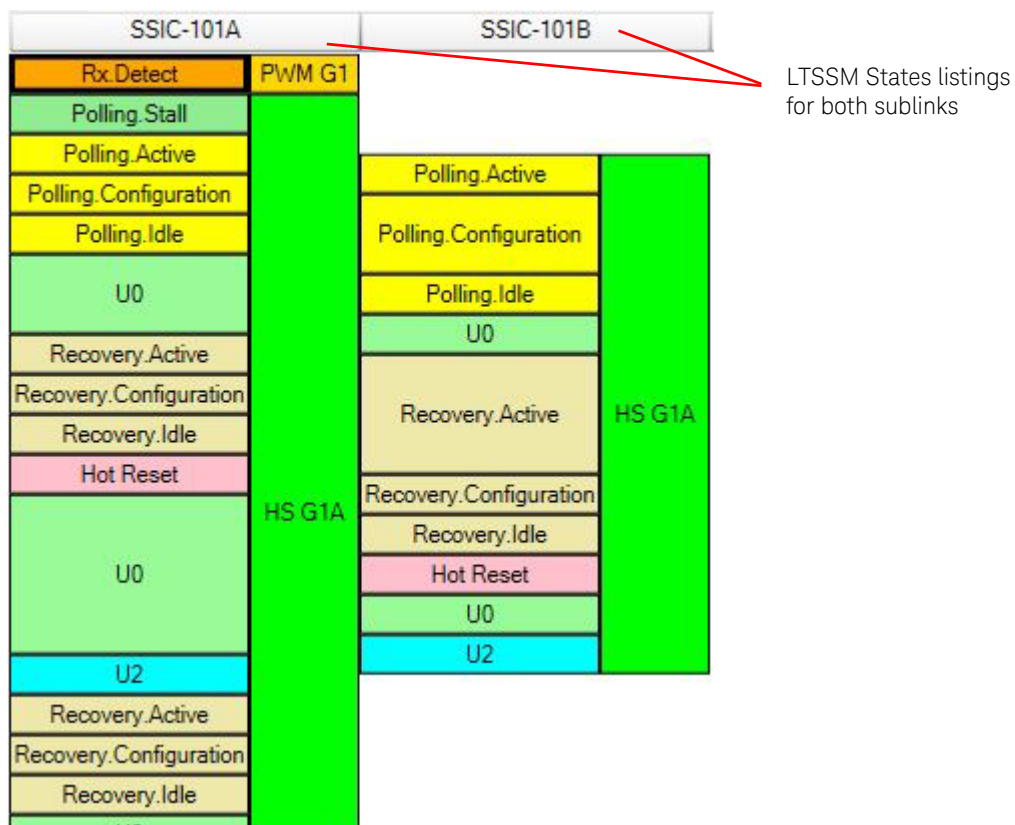 SSIC-101A
SSIC-101B
LTSSM States listings
for both sublinks
Rx.Detect
PWM G1
Polling.Stall
Polling.Active
Polling.Configuration
Polling.Idle
U0
Recovery.Active
Recovery.Configuration
Recovery.Idle
Hot Reset
U0
U2
Recovery.Active
Recovery.Configuration
Recovery.Idle
HS G1A
Polling.Active
Polling.Configuration
Polling.Idle
U0
Recovery.Active
Recovery.Configuration
Recovery.Idle
Hot Reset
U0
U2
HS G1A